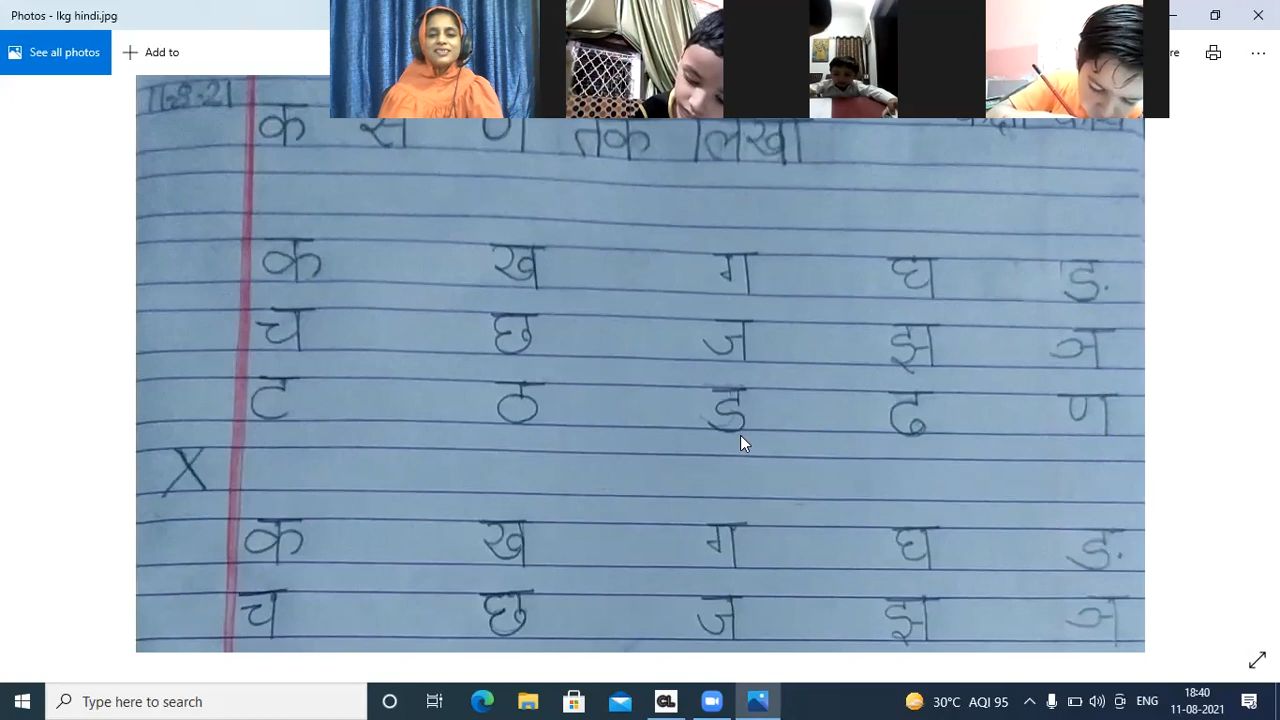 Photos - lkg hindi.jpg
See all photos
Add to
11-8-21
क से ण तक लिखो
क ख ग घ ङ
च छ ज झ ञ
ट ठ ड ढ ण
X
क ख ग घ ङ
च छ ज झ ञ
Type here to search
CL
30°C AQI 95
ENG
18:40
11-08-2021